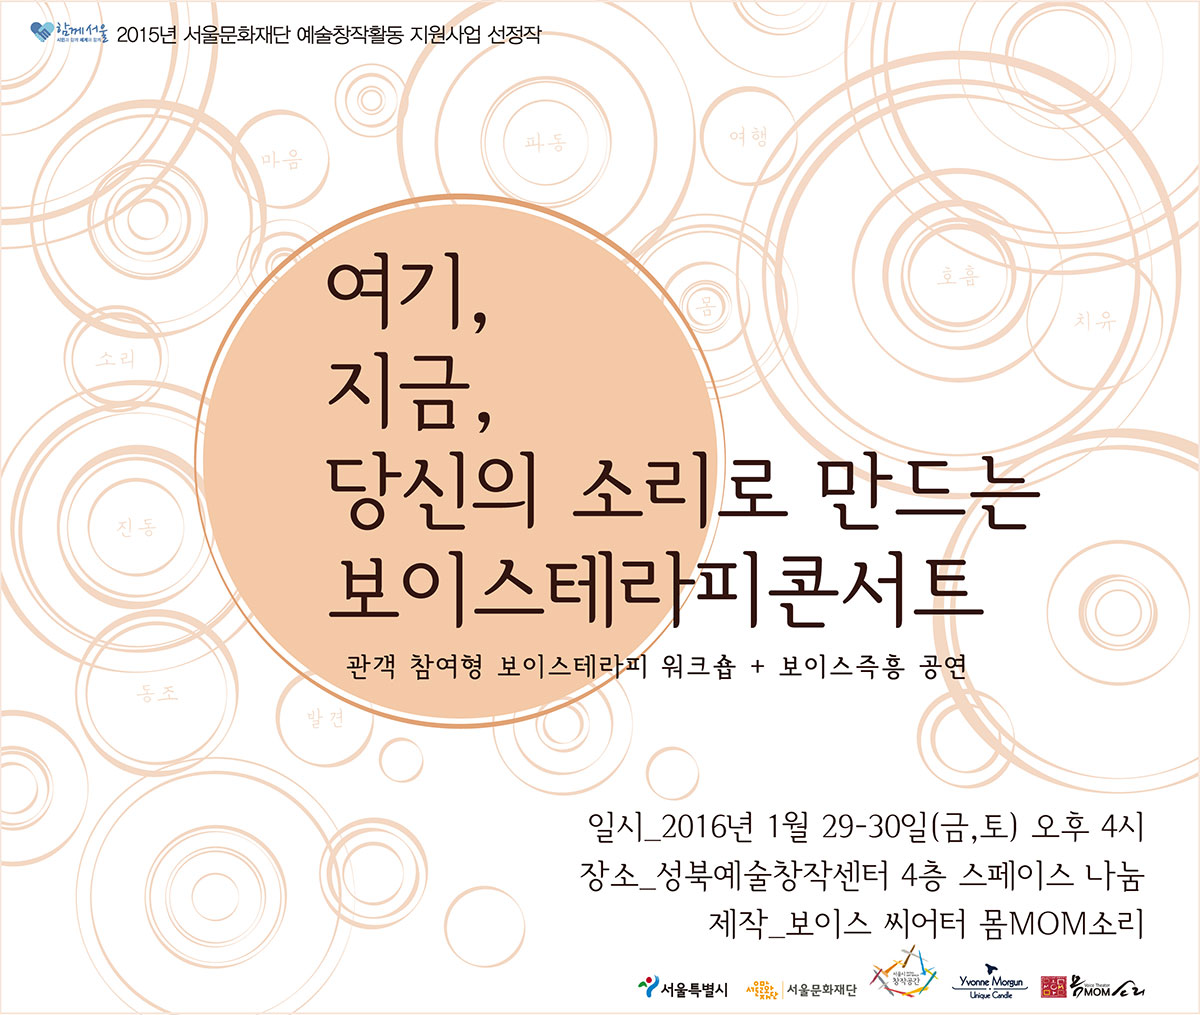 함께서울
2015년 서울문화재단 예술창작활동 지원사업 선정작
마음
파동
여행
호흡
몸
치유
소리
여기,
지금,
당신의 소리로 만드는
보이스테라피콘서트
관객 참여형 보이스테라피 워크숍 + 보이스즉흥 공연
진동
동조
발견
일시_2016년 1월 29-30일(금,토) 오후 4시
장소_성북예술창작센터 4층 스페이스 나눔
제작_보이스 씨어터 몸MOM소리
서울특별시
서울문화재단
서울문화재단
창작공간
Yvonne Morgun
Unique Candle
Voice Theater
몸MOM소리